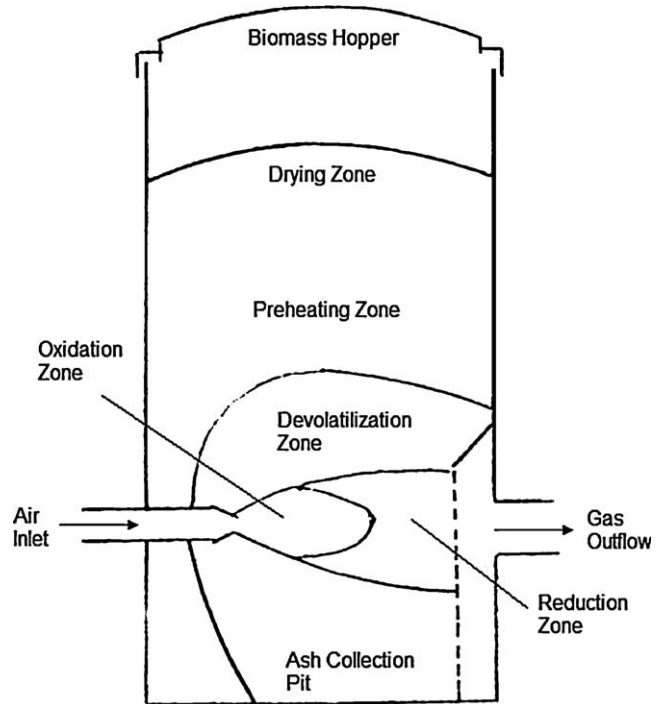 Biomass Hopper
Drying Zone
Preheating Zone
Oxidation
Zone
Devolatilization
Zone
Air
Inlet
Gas
Outflow
Reduction
Zone
Ash Collection
Pit